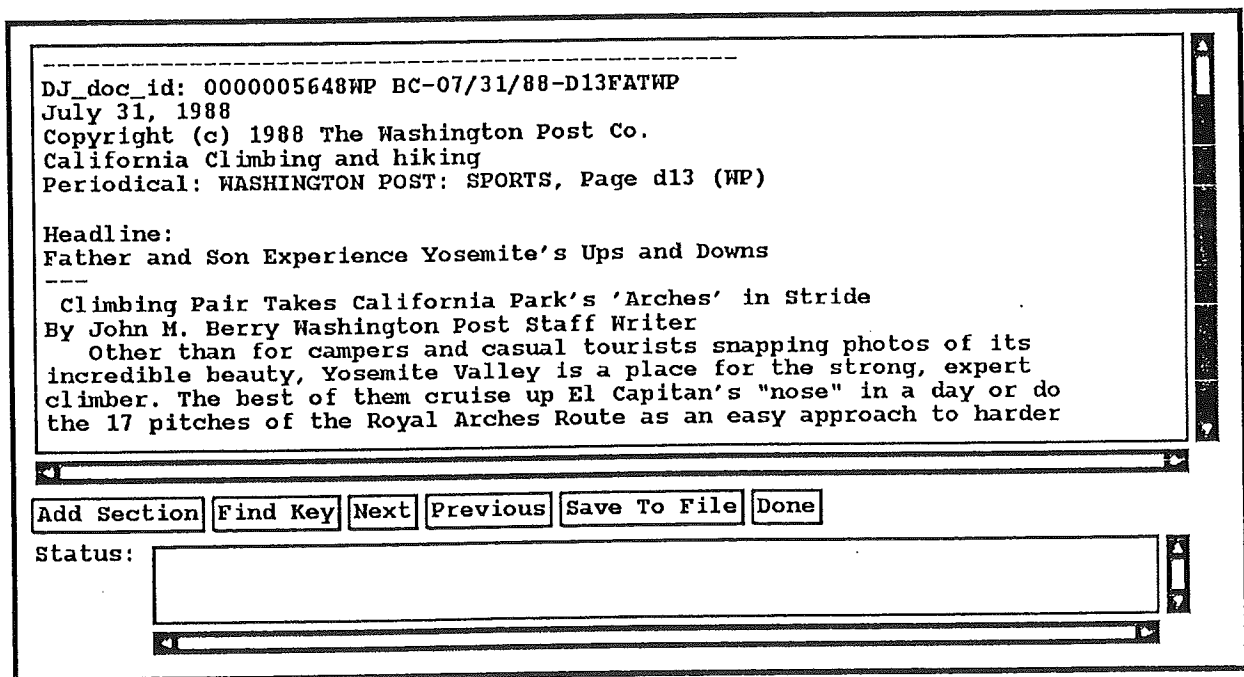 ------------------------------------------------------
DJ_doc_id: 0000005648WP BC-07/31/88-D13FATWP
July 31, 1988
Copyright (c) 1988 The Washington Post Co.
California Climbing and hiking
Periodical: WASHINGTON POST: SPORTS, Page d13 (WP)
Headline:
Father and Son Experience Yosemite's Ups and Downs
---
Climbing Pair Takes California Park's 'Arches' in Stride
By John M. Berry Washington Post Staff Writer
Other than for campers and casual tourists snapping photos of its
incredible beauty, Yosemite Valley is a place for the strong, expert
climber. The best of them cruise up El Capitan's "nose" in a day or do
the 17 pitches of the Royal Arches Route as an easy approach to harder
Add Section Find Key Next Previous Save To File Done
Status: